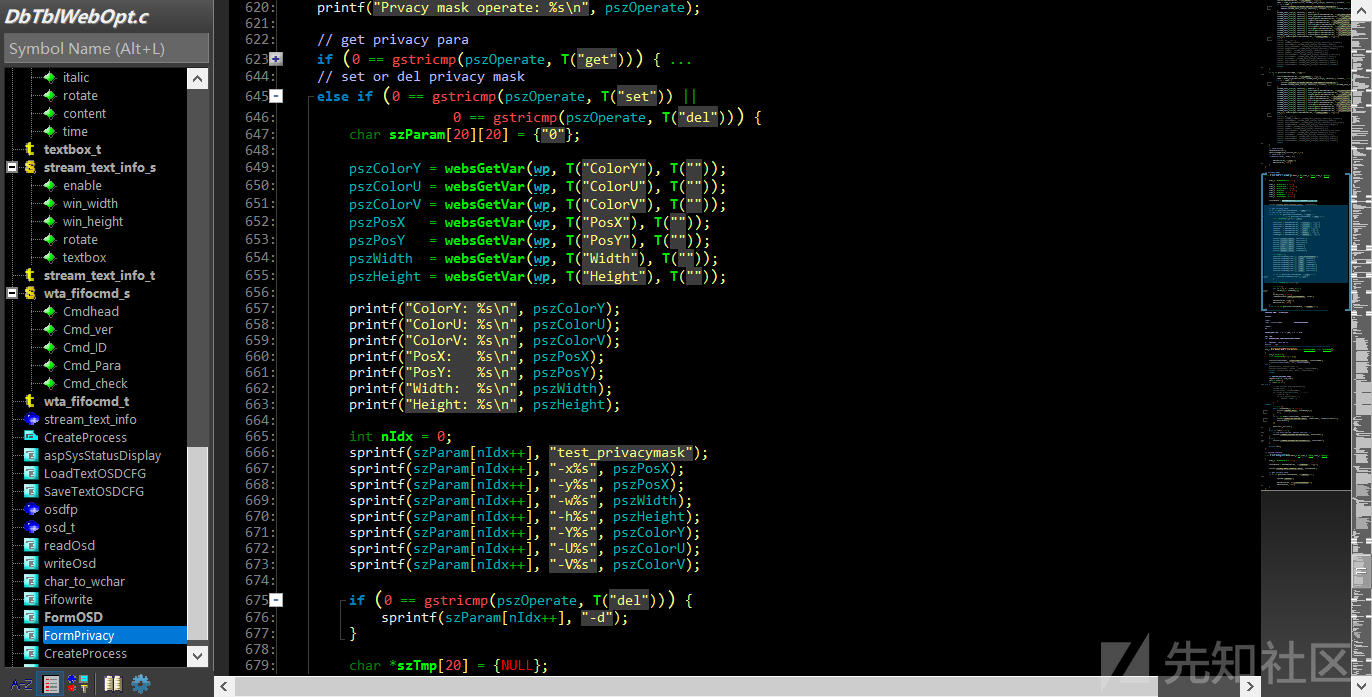 DbTblWebOpt.c
Symbol Name (Alt+L)
italic
rotate
content
time
textbox_t
stream_text_info_s
enable
win_width
win_height
rotate
textbox
stream_text_info_t
wta_fifocmd_s
Cmdhead
Cmd_ver
Cmd_ID
Cmd_Para
Cmd_check
wta_fifocmd_t
stream_text_info
CreateProcess
aspSysStatusDisplay
LoadTextOSDCFG
SaveTextOSDCFG
osdfp
osd_t
readOsd
writeOsd
char_to_wchar
Fifowrite
FormOSD
FormPrivacy
CreateProcess
A-Z
620: printf("Prvacy mask operate: %s\n", pszOperate);
621:
622: // get privacy para
623 if (0 == gstricmp(pszOperate, T("get"))) { ...
644: // set or del privacy mask
645 else if (0 == gstricmp(pszOperate, T("set")) ||
646: 0 == gstricmp(pszOperate, T("del"))) {
647: char szParam[20][20] = {"0"};
648:
649: pszColorY = websGetVar(wp, T("ColorY"), T(""));
650: pszColorU = websGetVar(wp, T("ColorU"), T(""));
651: pszColorV = websGetVar(wp, T("ColorV"), T(""));
652: pszPosX = websGetVar(wp, T("PosX"), T(""));
653: pszPosY = websGetVar(wp, T("PosY"), T(""));
654: pszWidth = websGetVar(wp, T("Width"), T(""));
655: pszHeight = websGetVar(wp, T("Height"), T(""));
656:
657: printf("ColorY: %s\n", pszColorY);
658: printf("ColorU: %s\n", pszColorU);
659: printf("ColorV: %s\n", pszColorV);
660: printf("PosX: %s\n", pszPosX);
661: printf("PosY: %s\n", pszPosY);
662: printf("Width: %s\n", pszWidth);
663: printf("Height: %s\n", pszHeight);
664:
665: int nIdx = 0;
666: sprintf(szParam[nIdx++], "test_privacymask");
667: sprintf(szParam[nIdx++], "-x%s", pszPosX);
668: sprintf(szParam[nIdx++], "-y%s", pszPosX);
669: sprintf(szParam[nIdx++], "-w%s", pszWidth);
670: sprintf(szParam[nIdx++], "-h%s", pszHeight);
671: sprintf(szParam[nIdx++], "-Y%s", pszColorY);
672: sprintf(szParam[nIdx++], "-U%s", pszColorU);
673: sprintf(szParam[nIdx++], "-V%s", pszColorV);
674:
675 if (0 == gstricmp(pszOperate, T("del"))) {
676: sprintf(szParam[nIdx++], "-d");
677: }
678:
679: char *szTmp[20] = {NULL};
先知社区